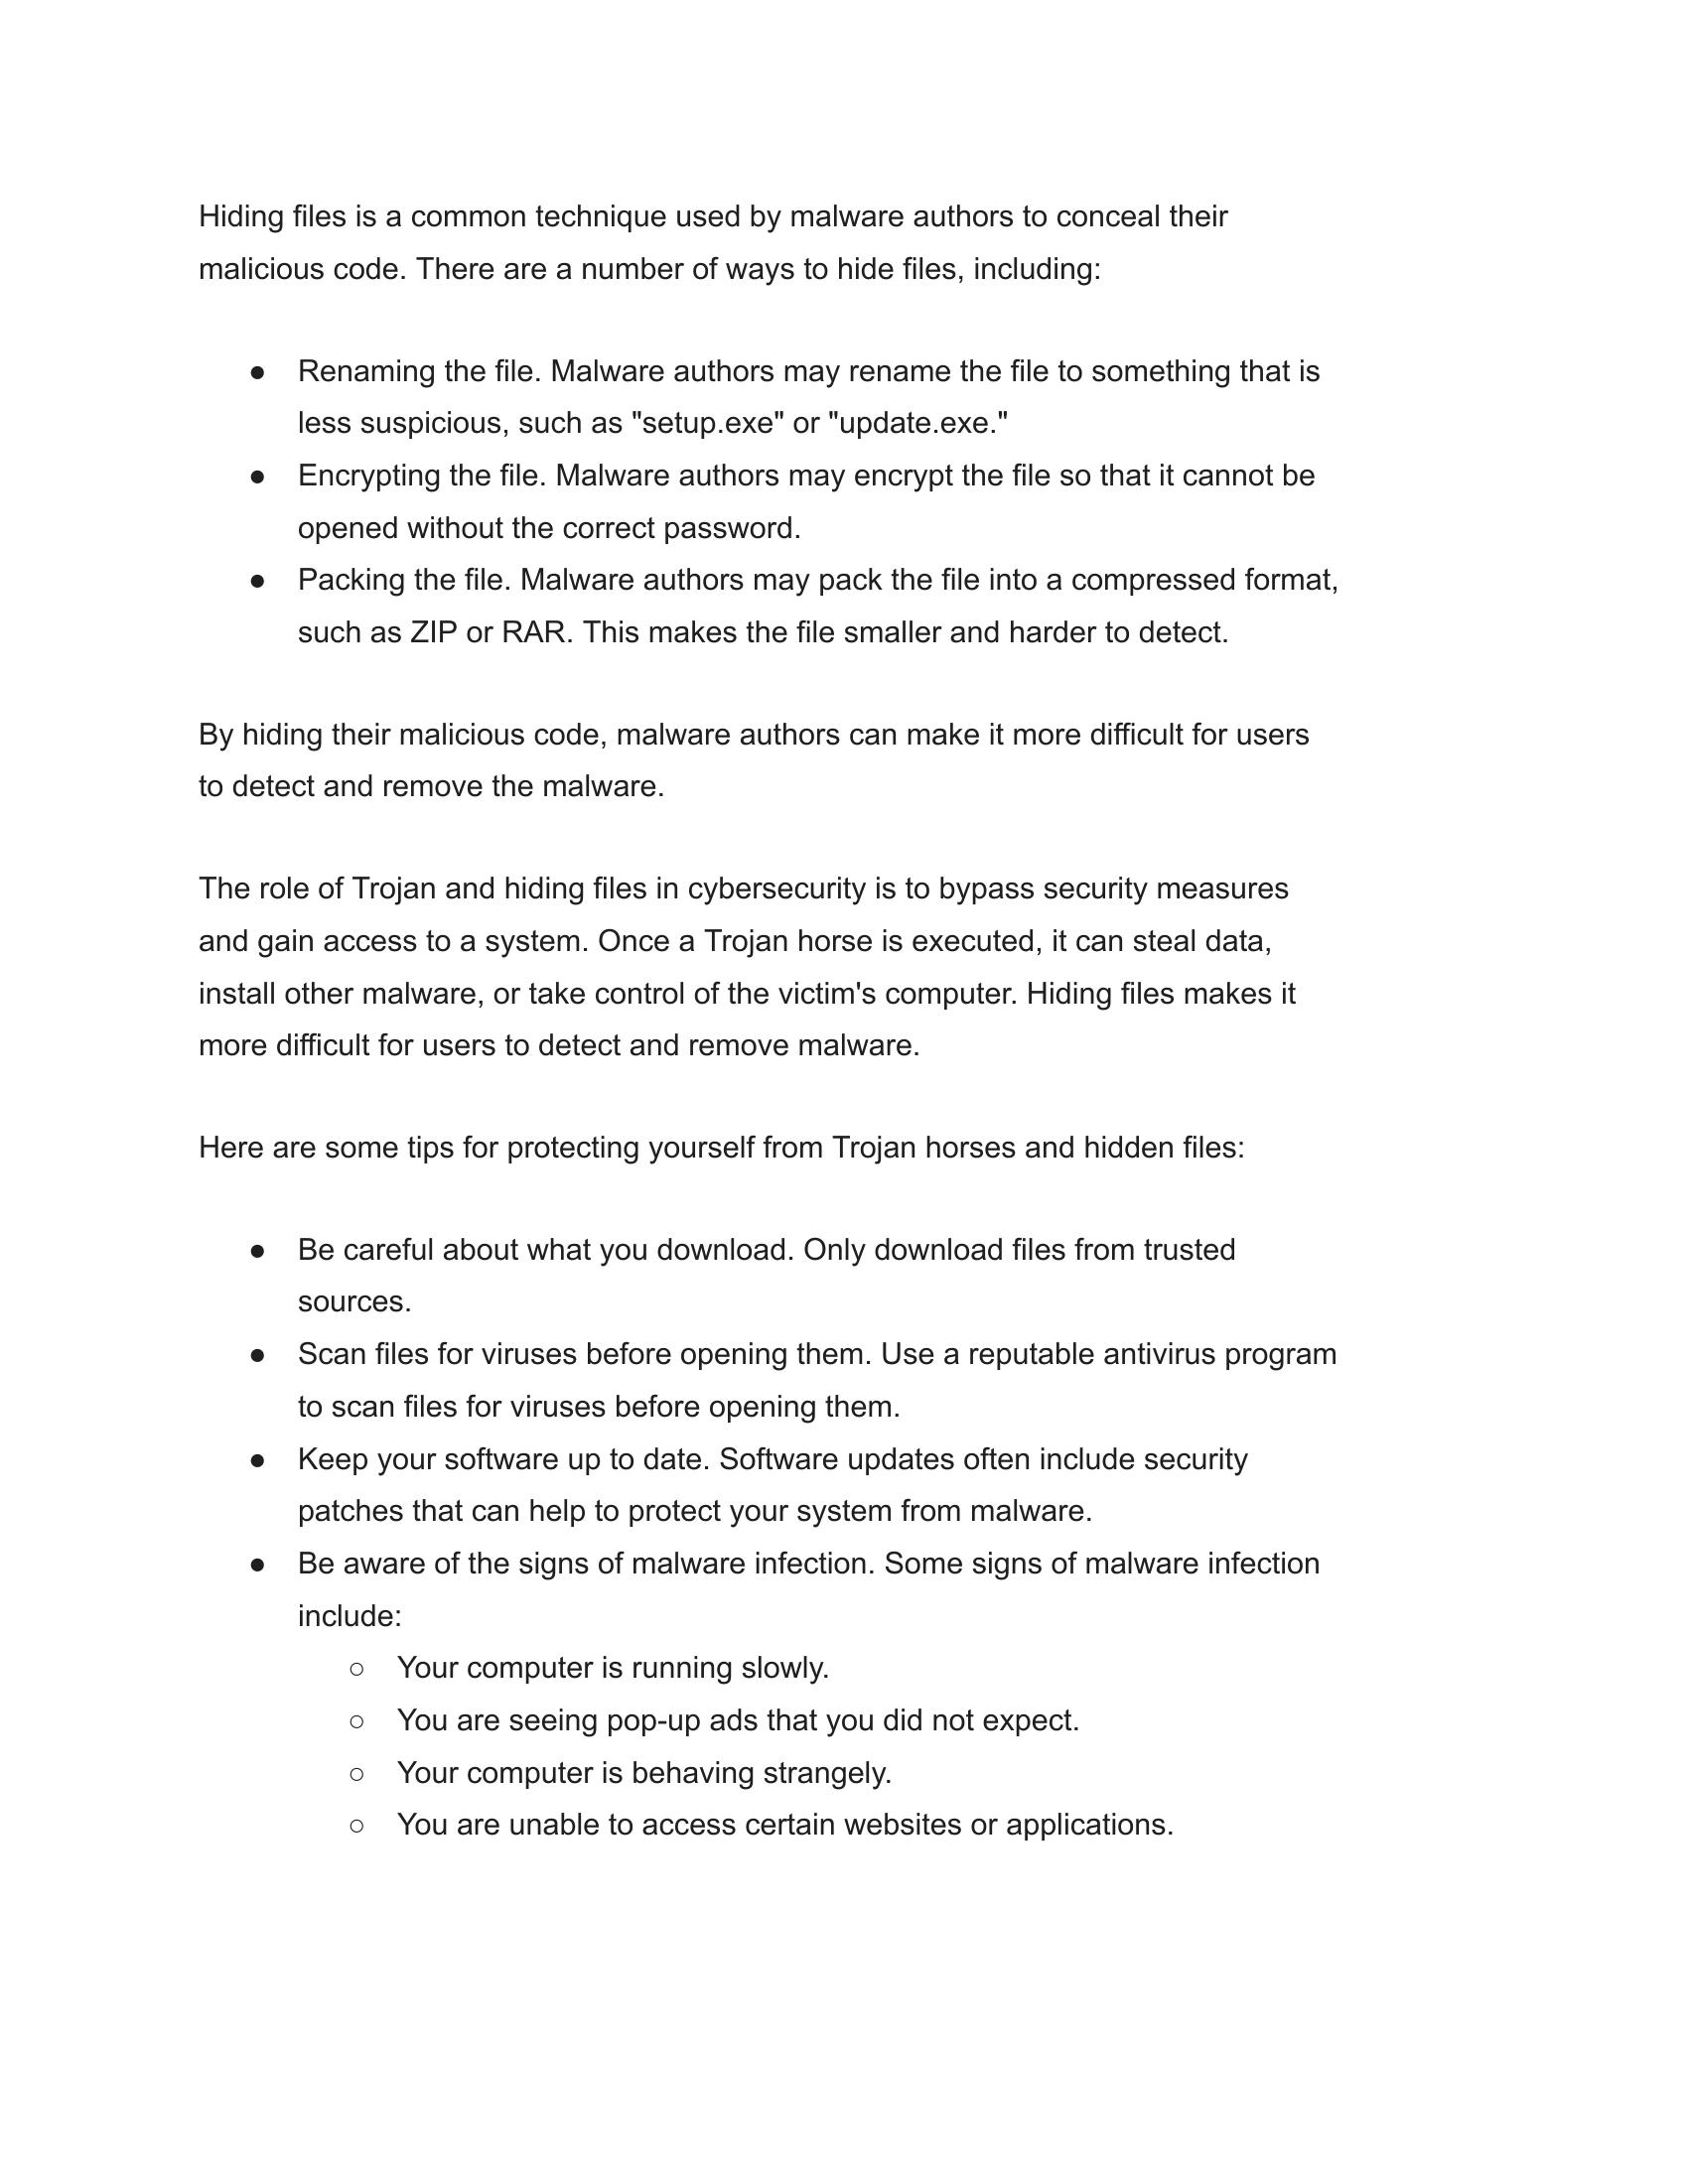 Hiding files is a common technique used by malware authors to conceal their
malicious code. There are a number of ways to hide files, including:
● Renaming the file. Malware authors may rename the file to something that is
less suspicious, such as "setup.exe" or "update.exe."
● Encrypting the file. Malware authors may encrypt the file so that it cannot be
opened without the correct password.
● Packing the file. Malware authors may pack the file into a compressed format,
such as ZIP or RAR. This makes the file smaller and harder to detect.
By hiding their malicious code, malware authors can make it more difficult for users
to detect and remove the malware.
The role of Trojan and hiding files in cybersecurity is to bypass security measures
and gain access to a system. Once a Trojan horse is executed, it can steal data,
install other malware, or take control of the victim's computer. Hiding files makes it
more difficult for users to detect and remove malware.
Here are some tips for protecting yourself from Trojan horses and hidden files:
● Be careful about what you download. Only download files from trusted
sources.
● Scan files for viruses before opening them. Use a reputable antivirus program
to scan files for viruses before opening them.
● Keep your software up to date. Software updates often include security
patches that can help to protect your system from malware.
● Be aware of the signs of malware infection. Some signs of malware infection
include:
○ Your computer is running slowly.
○ You are seeing pop-up ads that you did not expect.
○ Your computer is behaving strangely.
○ You are unable to access certain websites or applications.